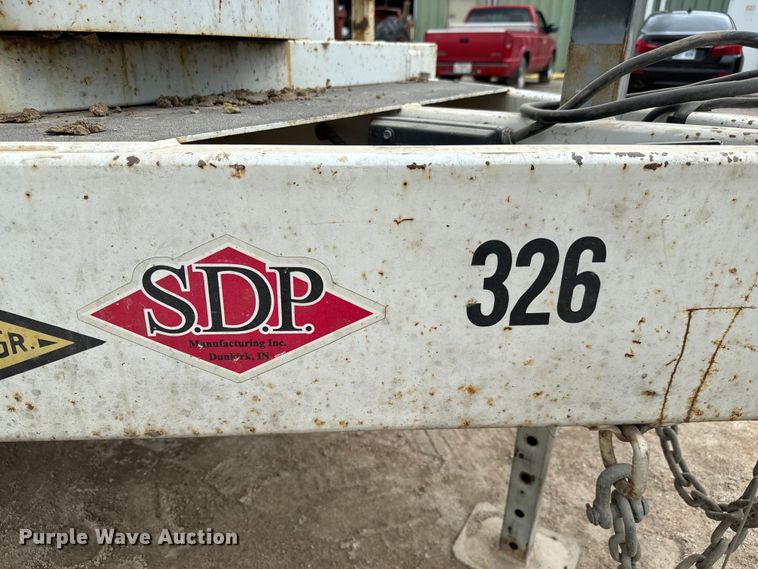 S.D.P.
Manufacturing Inc.
Dunkirk, IN
326
GR.
Purple Wave Auction